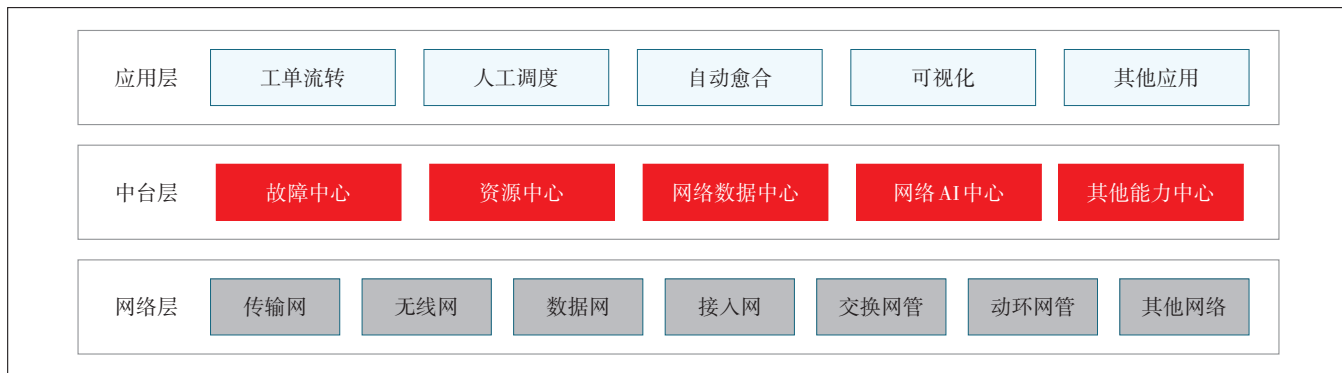 应用层 工单流转 人工调度 自动愈合 可视化 其他应用
中台层 故障中心 资源中心 网络数据中心 网络AI中心 其他能力中心
网络层 传输网 无线网 数据网 接入网 交换网管 动环网管 其他网络